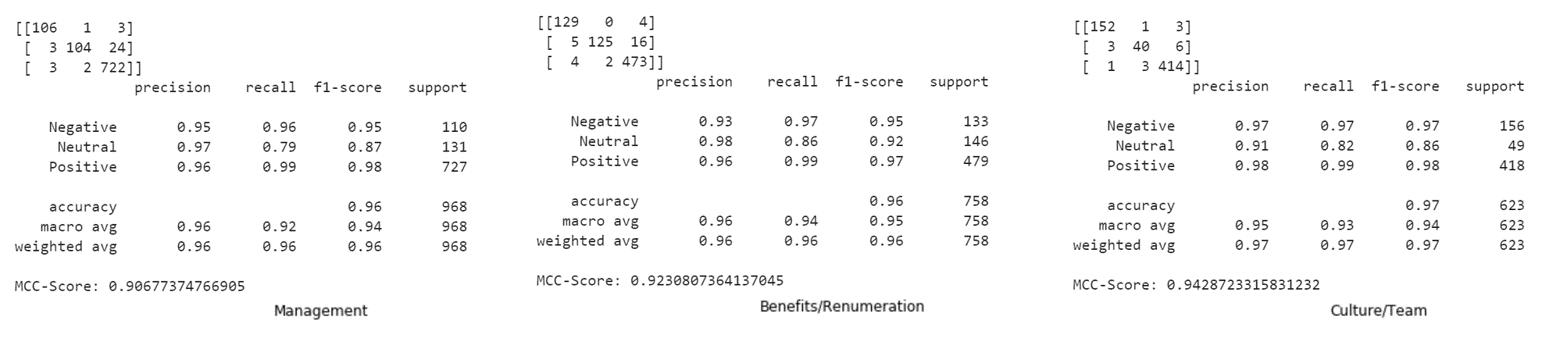 [[106   1   3]
 [  3 104  24]
 [  3   2 722]]
              precision    recall  f1-score   support

    Negative       0.95      0.96      0.95       110
     Neutral       0.97      0.79      0.87       131
    Positive       0.96      0.99      0.98       727

    accuracy                           0.96       968
   macro avg       0.96      0.92      0.94       968
weighted avg       0.96      0.96      0.96       968

MCC-Score: 0.90677374766905
Management
[[129   0   4]
 [  5 125  16]
 [  4   2 473]]
              precision    recall  f1-score   support

    Negative       0.93      0.97      0.95       133
     Neutral       0.98      0.86      0.92       146
    Positive       0.96      0.99      0.97       479

    accuracy                           0.96       758
   macro avg       0.96      0.94      0.95       758
weighted avg       0.96      0.96      0.96       758

MCC-Score: 0.9230807364137045
Benefits/Renumeration
[[152   1   3]
 [  3  40   6]
 [  1   3 414]]
              precision    recall  f1-score   support

    Negative       0.97      0.97      0.97       156
     Neutral       0.91      0.82      0.86        49
    Positive       0.98      0.99      0.98       418

    accuracy                           0.97       623
   macro avg       0.95      0.93      0.94       623
weighted avg       0.97      0.97      0.97       623

MCC-Score: 0.9428723315831232
Culture/Team